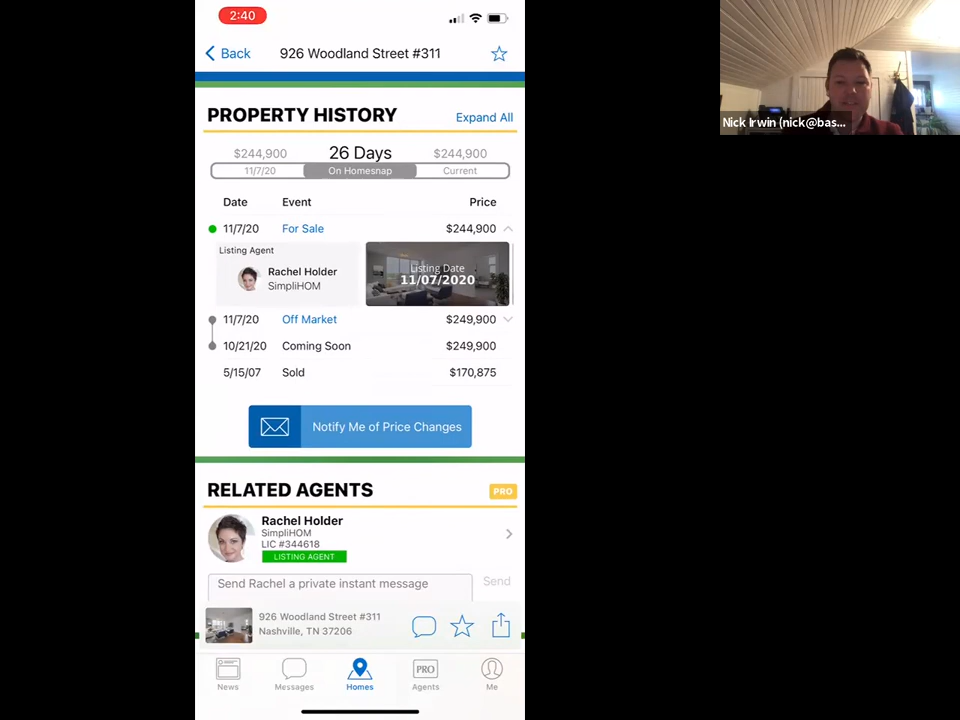 2:40
Back
926 Woodland Street #311
PROPERTY HISTORY
Expand All
$244,900
26 Days
$244,900
11/7/20
On Homesnap
Current
Date Event Price
11/7/20 For Sale $244,900
Listing Agent
Rachel Holder
SimpliHOM
Listing Date
11/07/2020
11/7/20 Off Market $249,900
10/21/20 Coming Soon $249,900
5/15/07 Sold $170,875
Notify Me of Price Changes
RELATED AGENTS
PRO
Rachel Holder
SimpliHOM
LIC #344618
LISTING AGENT
Send Rachel a private instant message
Send
926 Woodland Street #311
Nashville, TN 37206
News
Messages
Homes
PRO
Agents
Me
Nick Irwin (nick@bas...